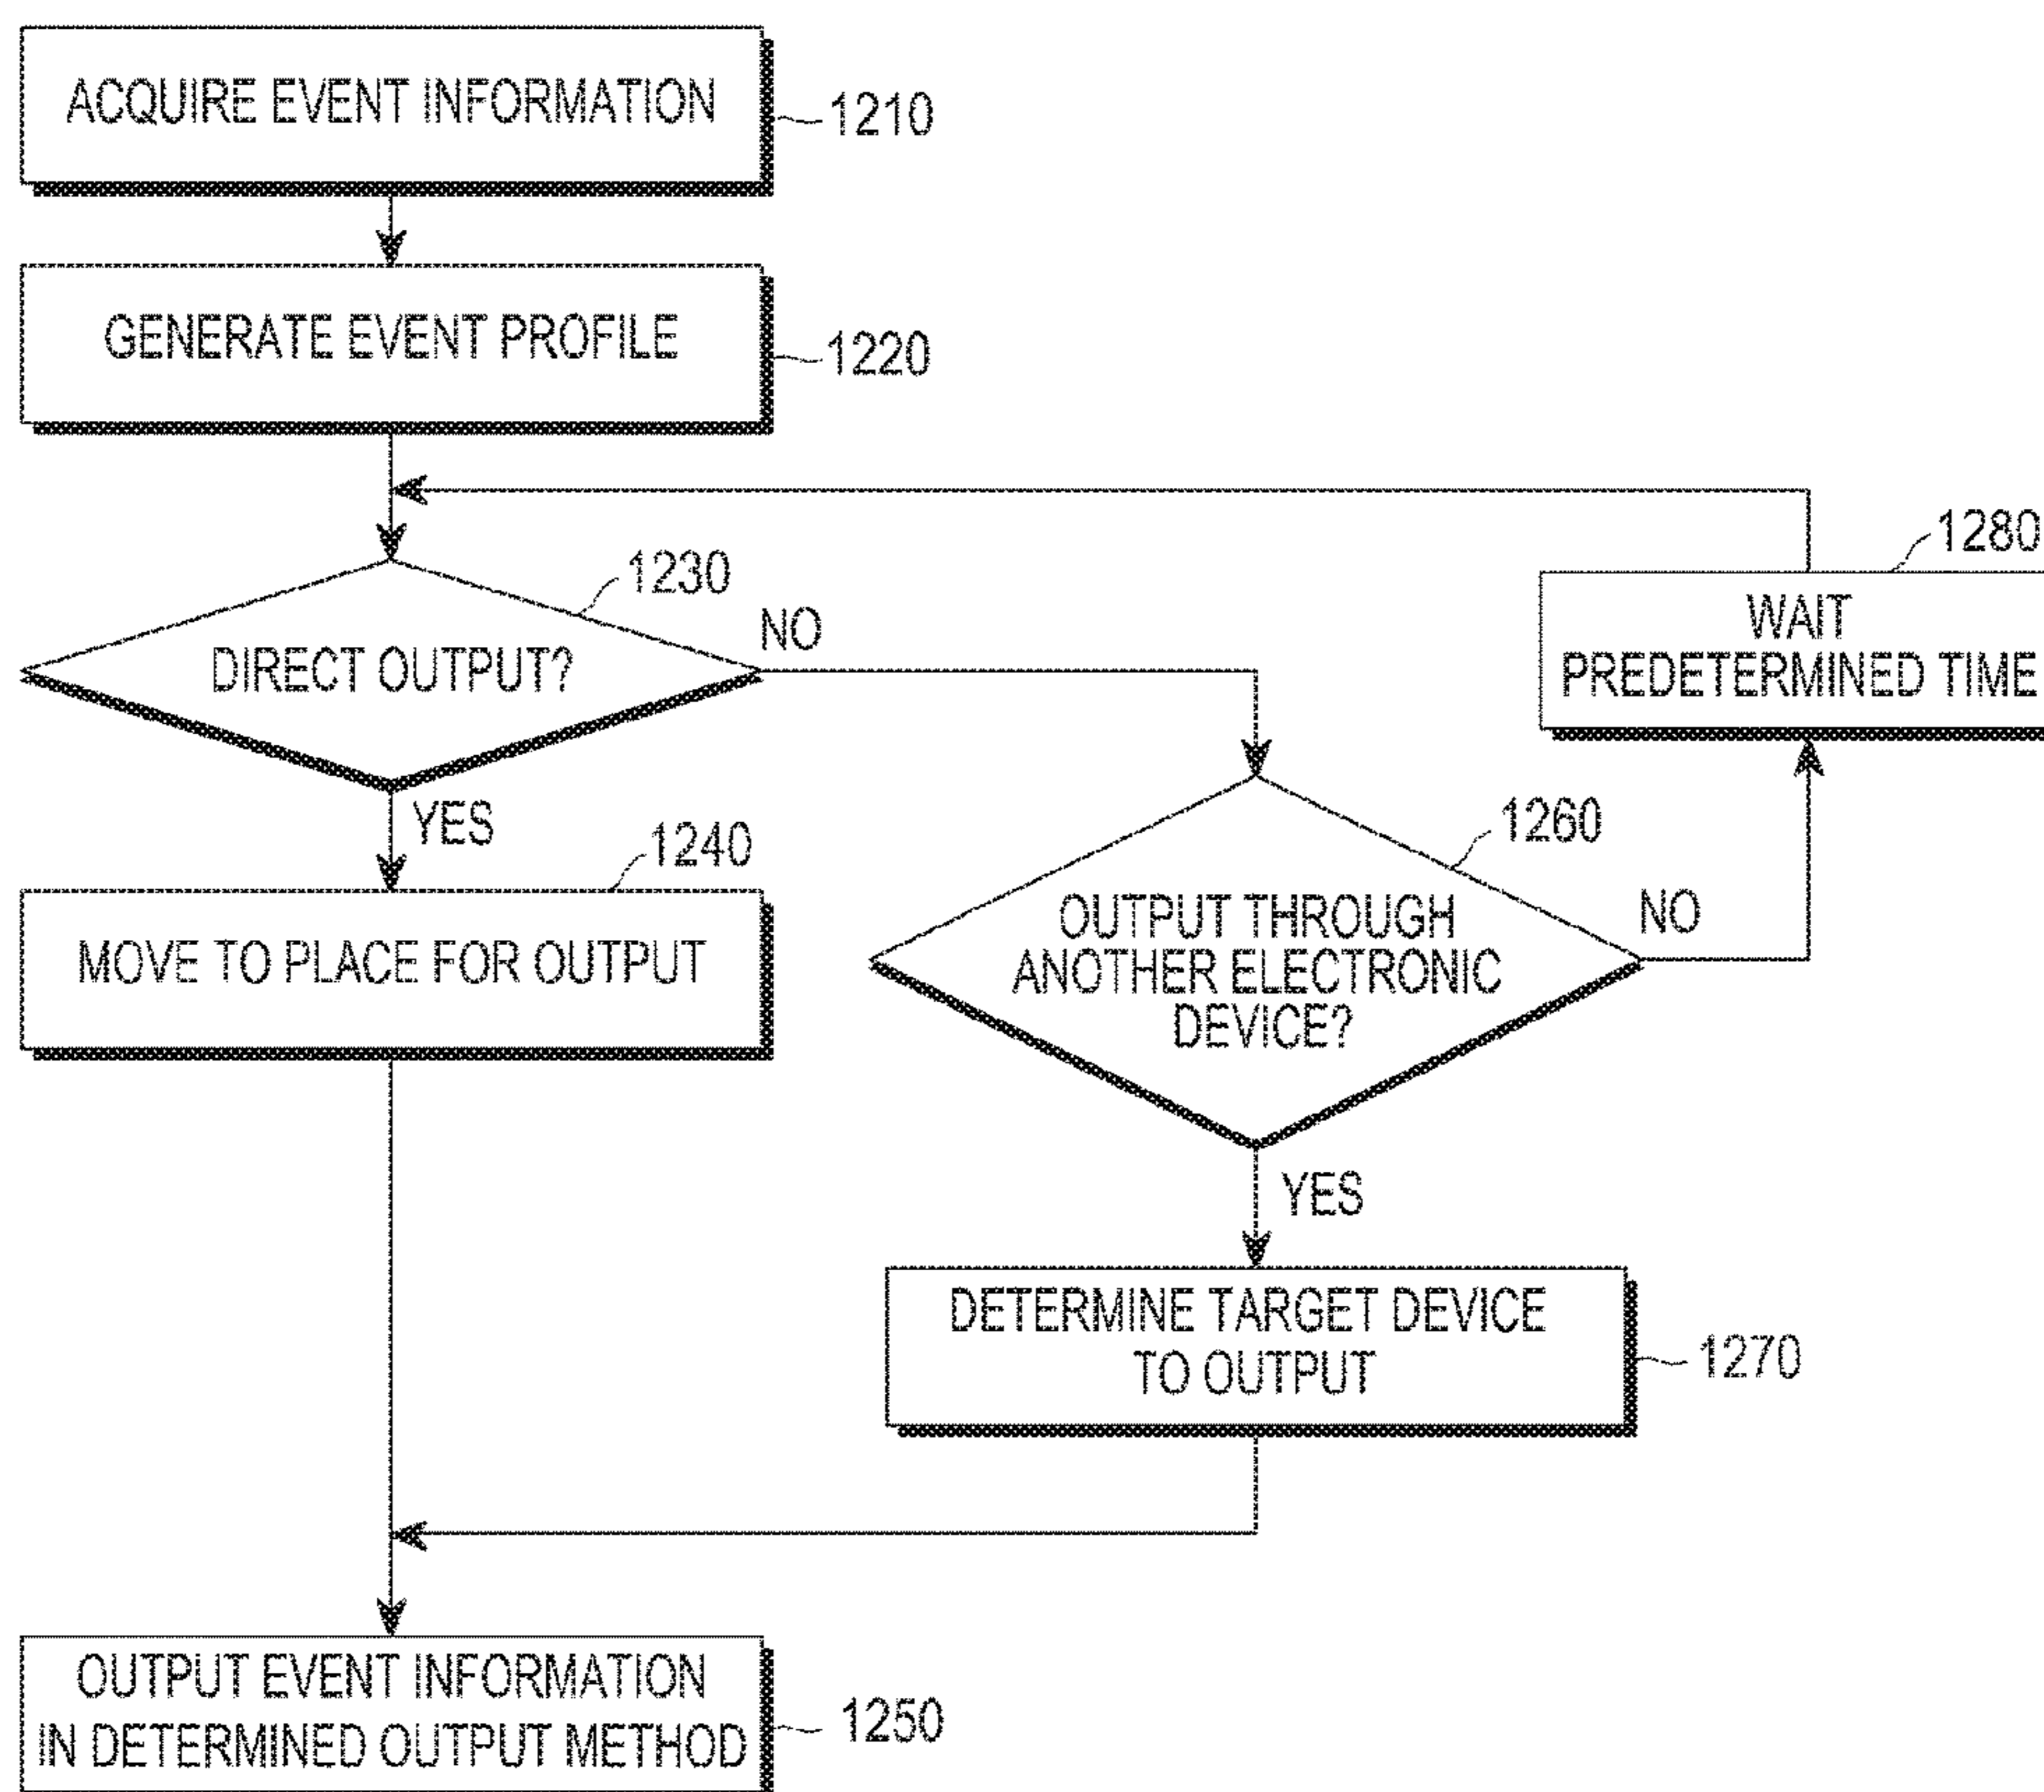 ACQUIRE EVENT INFORMATION
1210
GENERATE EVENT PROFILE
1220
1230
DIRECT OUTPUT?
NO
YES
1280
WAIT
PREDETERMINED TIME
1240
MOVE TO PLACE FOR OUTPUT
1260
OUTPUT THROUGH
ANOTHER ELECTRONIC
DEVICE?
NO
YES
DETERMINE TARGET DEVICE
TO OUTPUT
1270
OUTPUT EVENT INFORMATION
IN DETERMINED OUTPUT METHOD
1250